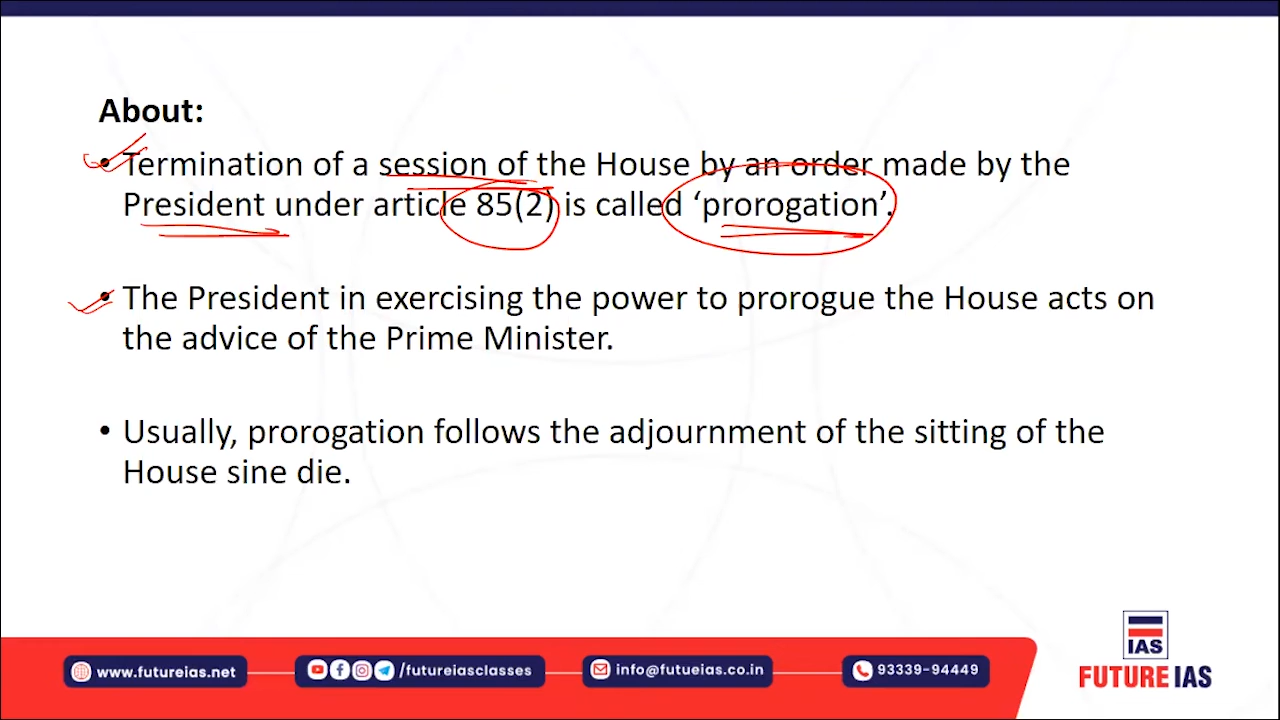 About:
• Termination of a session of the House by an order made by the
President under article 85(2) is called ‘prorogation’.
• The President in exercising the power to prorogue the House acts on
the advice of the Prime Minister.
• Usually, prorogation follows the adjournment of the sitting of the
House sine die.
IAS
FUTURE IAS
www.futureias.net
/futureiasclasses
info@futueias.co.in
93339-94449